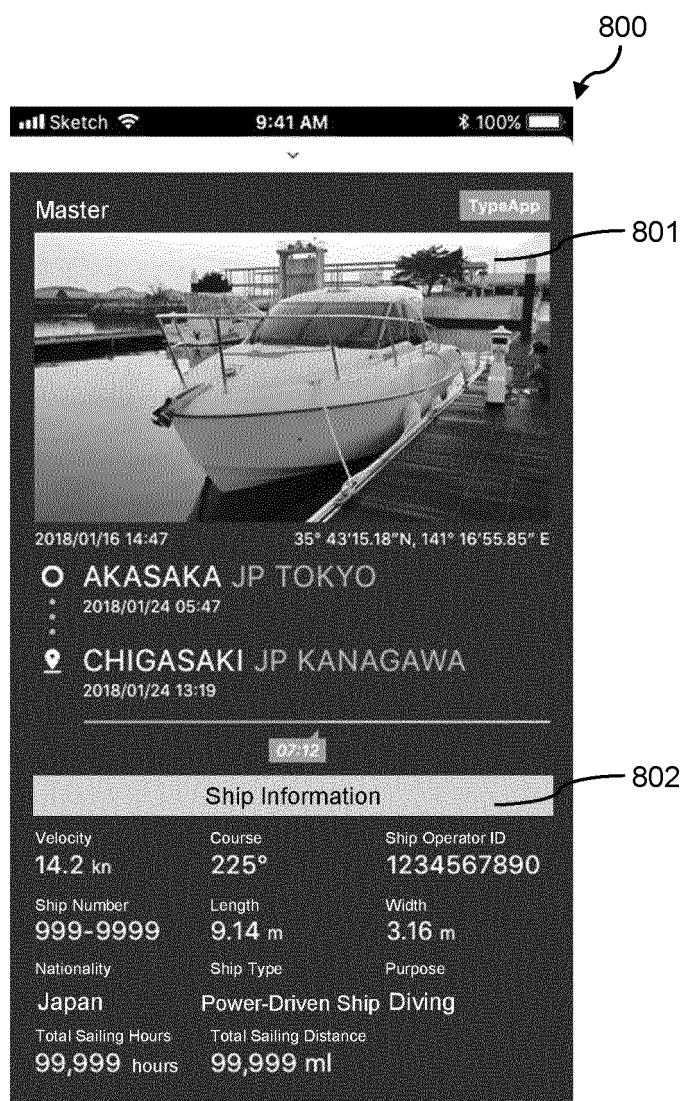 800
Sketch 9:41 AM 100%
Master TypeApp
801
2018/01/16 14:47 35° 43'15.18"N, 141° 16'55.85" E
AKASAKA JP TOKYO
2018/01/24 05:47
CHIGASAKI JP KANAGAWA
2018/01/24 13:19
07:12
802
Ship Information
Velocity Course Ship Operator ID
14.2 kn 225° 1234567890
Ship Number Length Width
999-9999 9.14 m 3.16 m
Nationality Ship Type Purpose
Japan Power-Driven Ship Diving
Total Sailing Hours Total Sailing Distance
99,999 hours 99,999 ml